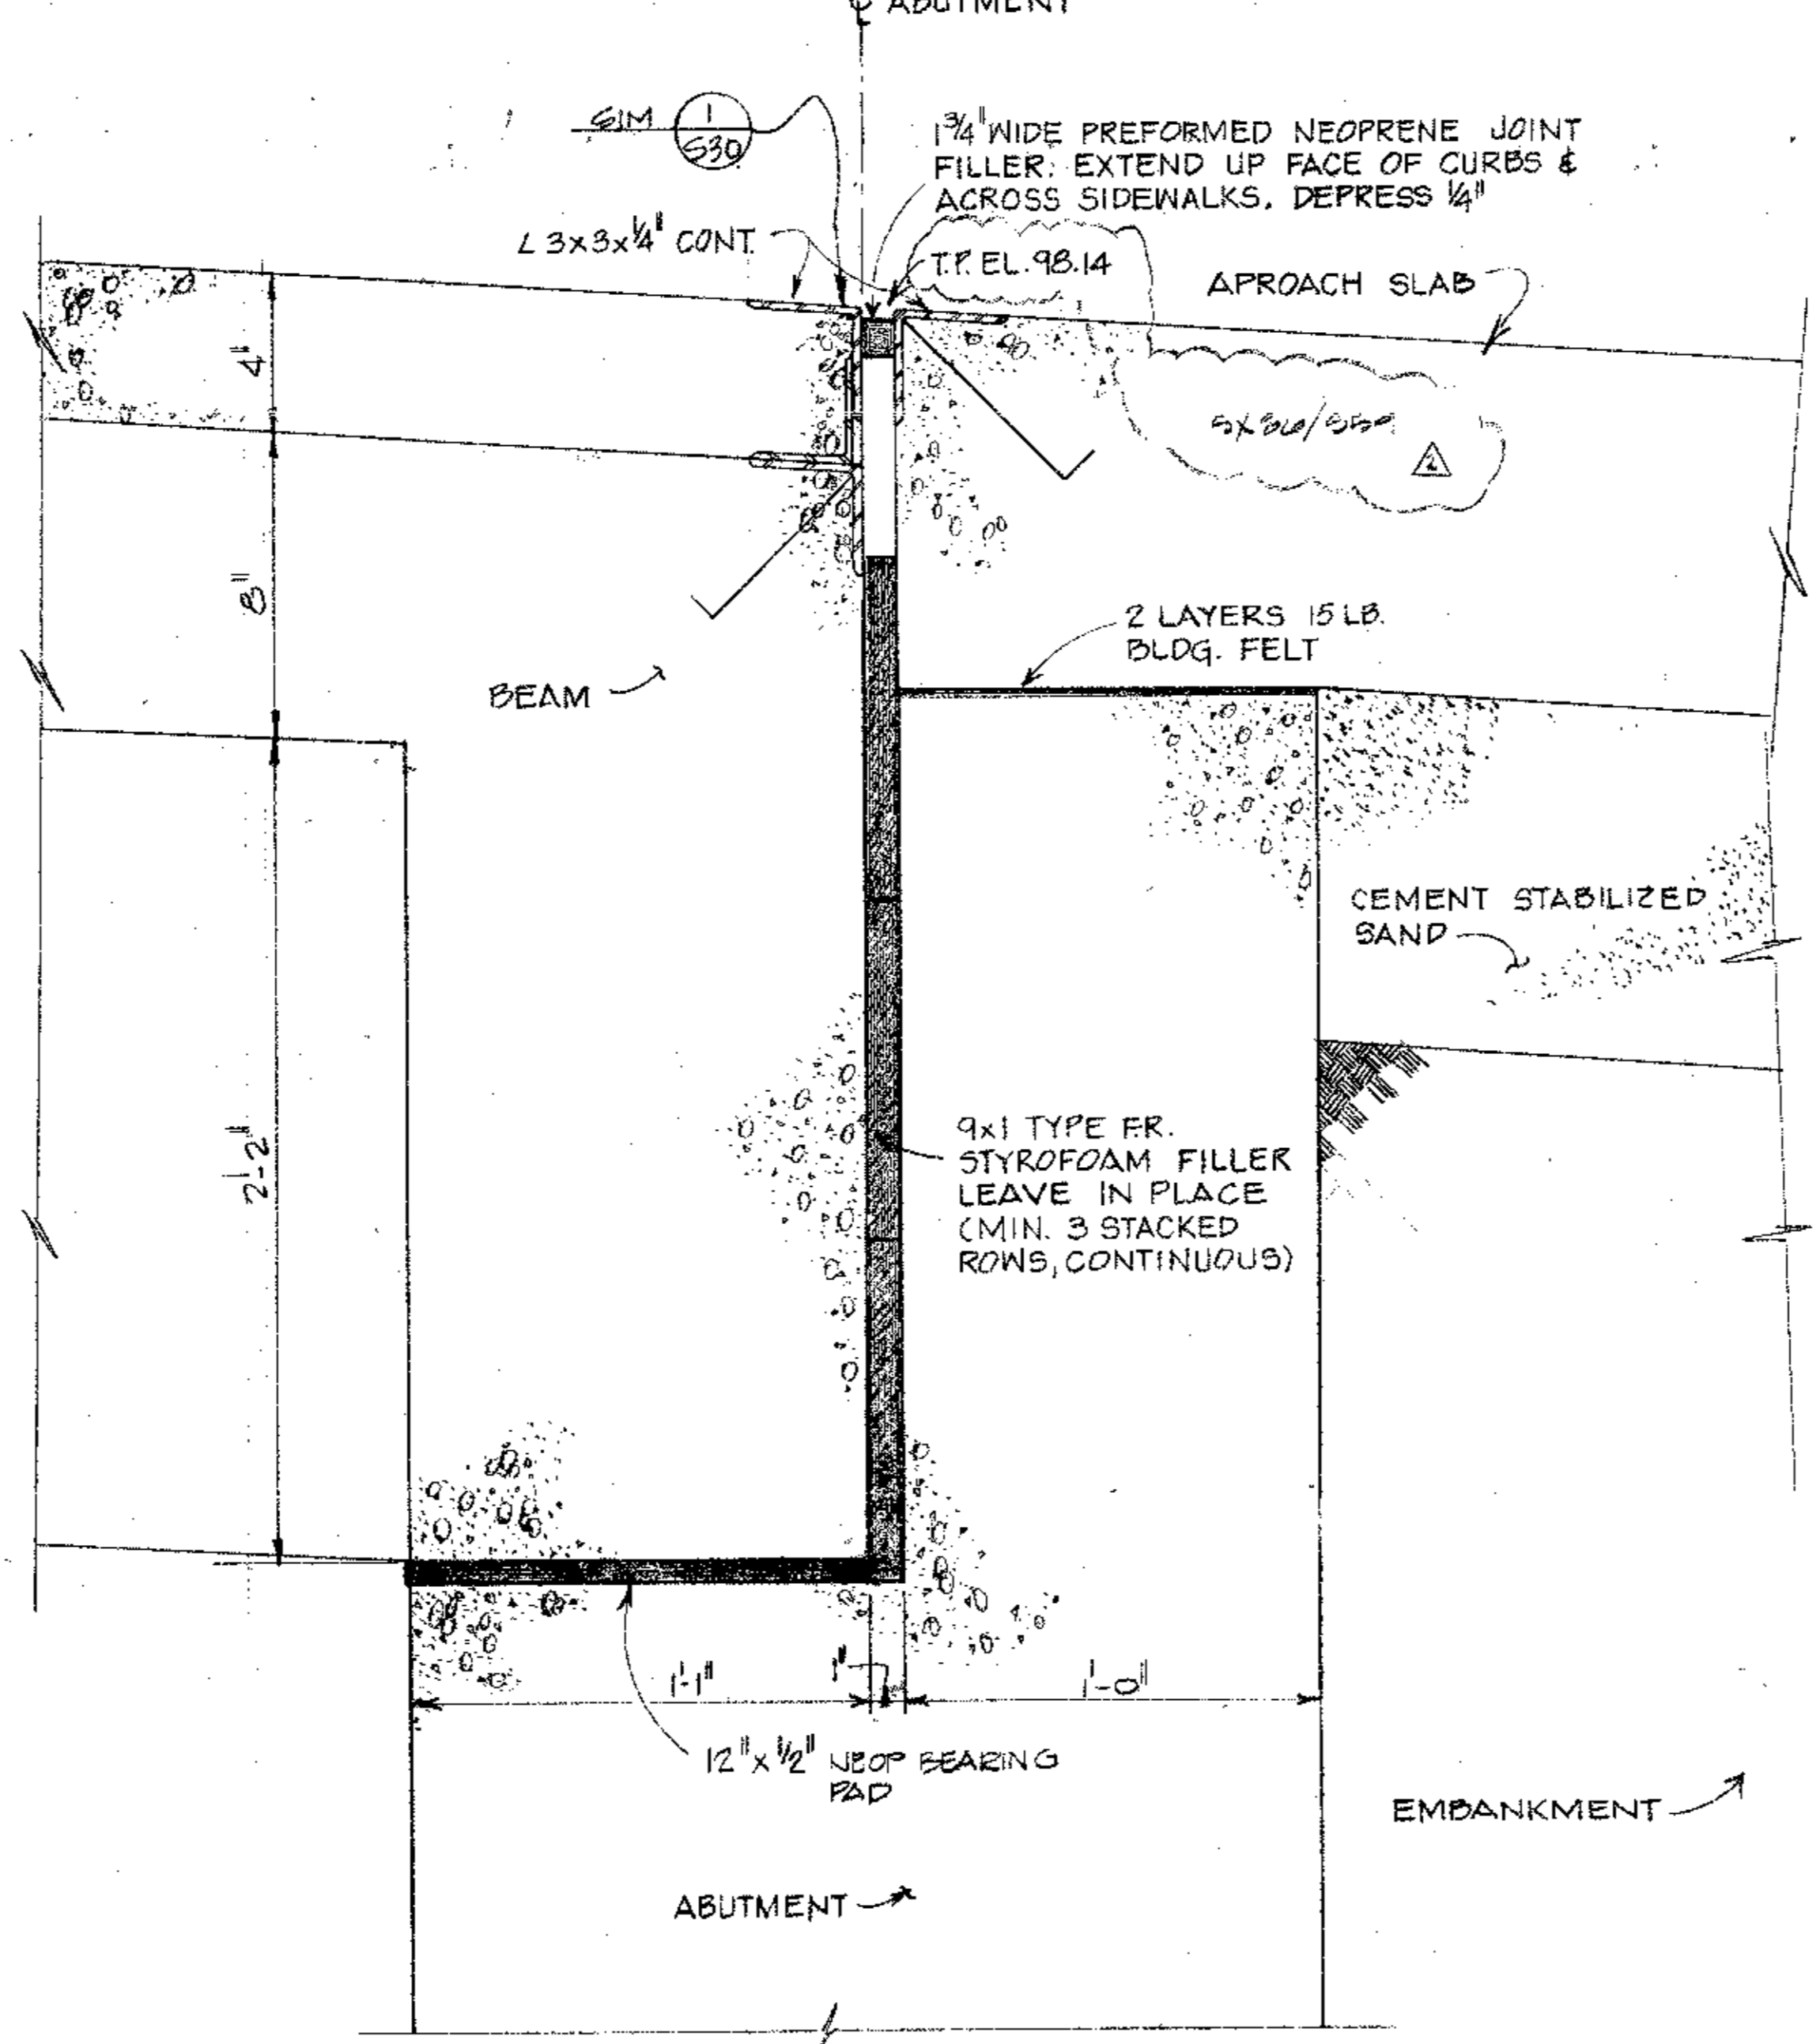 ℄ ABUTMENT
SIM 1
S30
1 3/4" WIDE PREFORMED NEOPRENE JOINT
FILLER: EXTEND UP FACE OF CURBS &
ACROSS SIDEWALKS. DEPRESS 1/4"
L 3x3x1/4" CONT.
T.P. EL. 98.14
APROACH SLAB
4"
2
8"
2 LAYERS 15 LB.
BLDG. FELT
BEAM
CEMENT STABILIZED
SAND
9x1 TYPE F.R.
STYROFOAM FILLER
LEAVE IN PLACE
(MIN. 3 STACKED
ROWS, CONTINUOUS)
2'-2"
1'-1"
1"
1'-0"
12" x 1/2" NEOP BEARING
PAD
EMBANKMENT
ABUTMENT